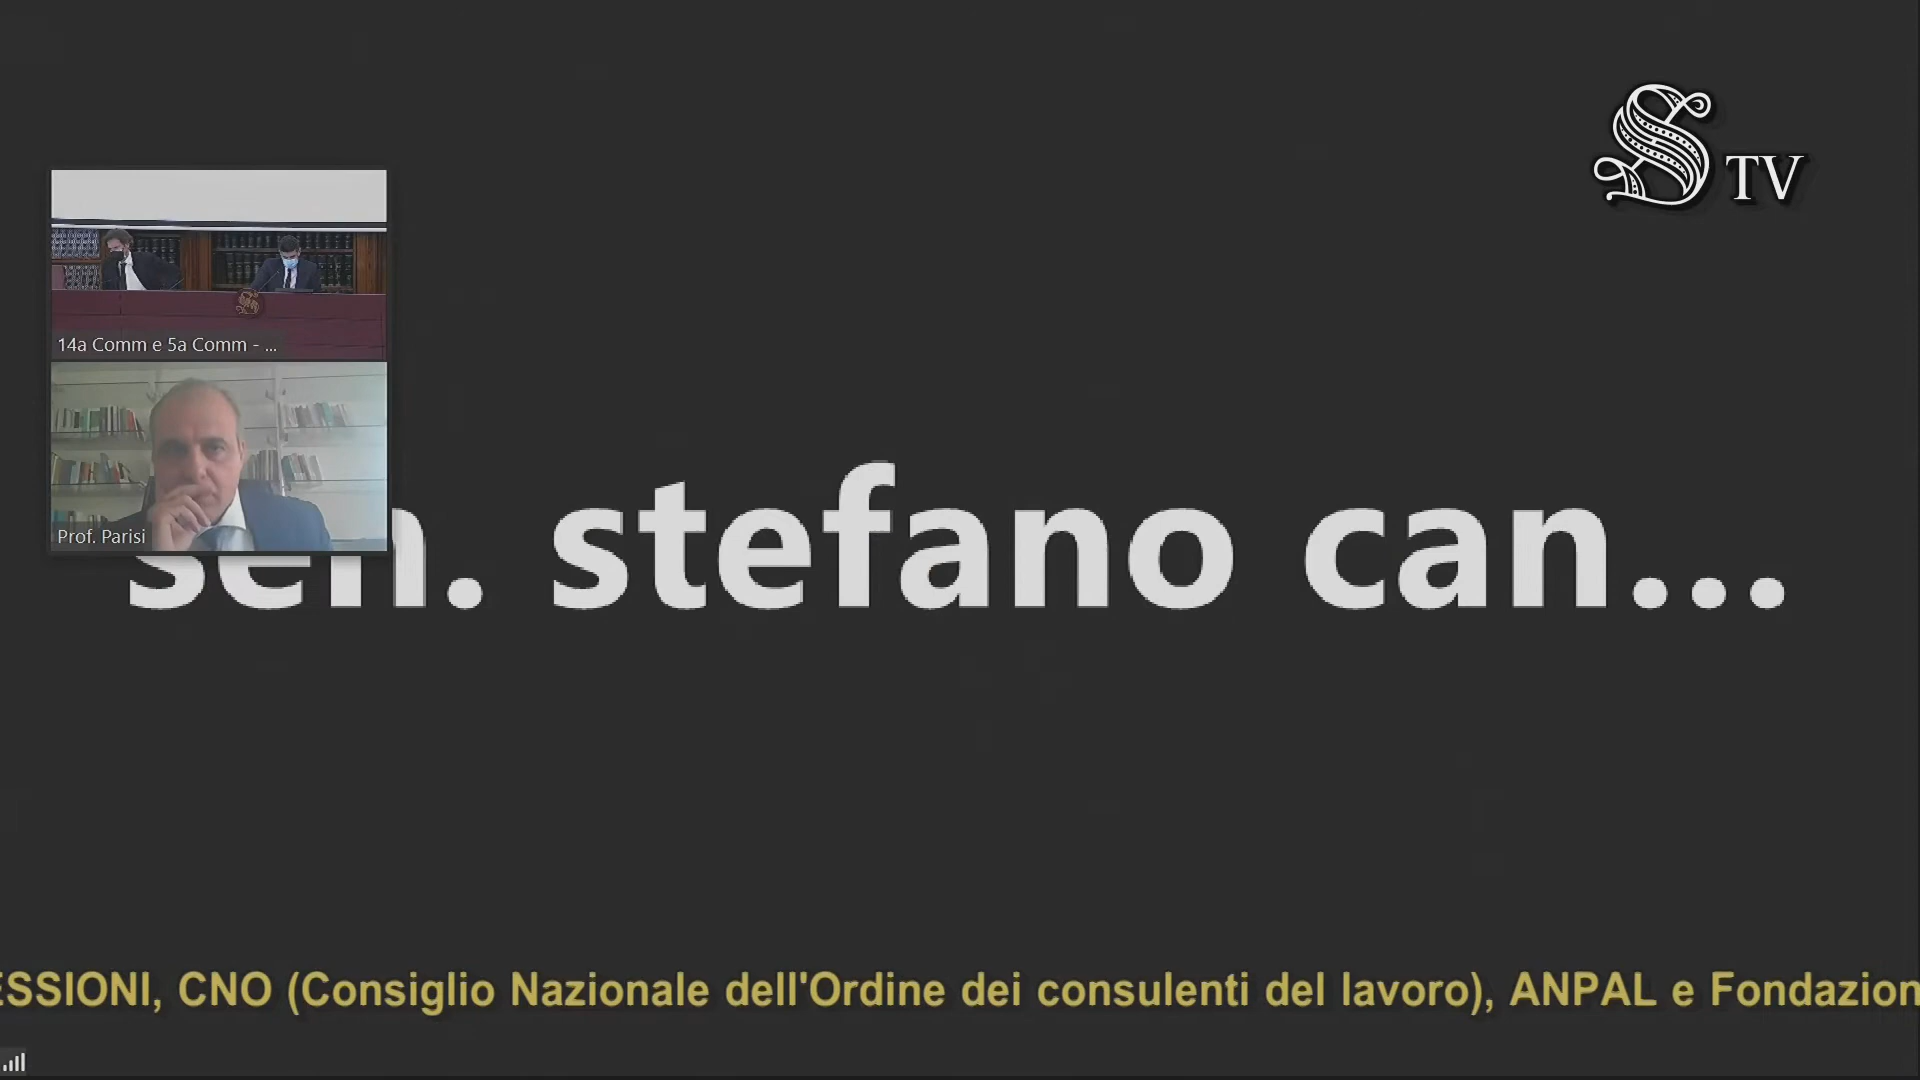 S TV
14a Comm e 5a Comm - ...
Prof. Parisi
sen. stefano can...
ESSIONI, CNO (Consiglio Nazionale dell'Ordine dei consulenti del lavoro), ANPAL e Fondazion